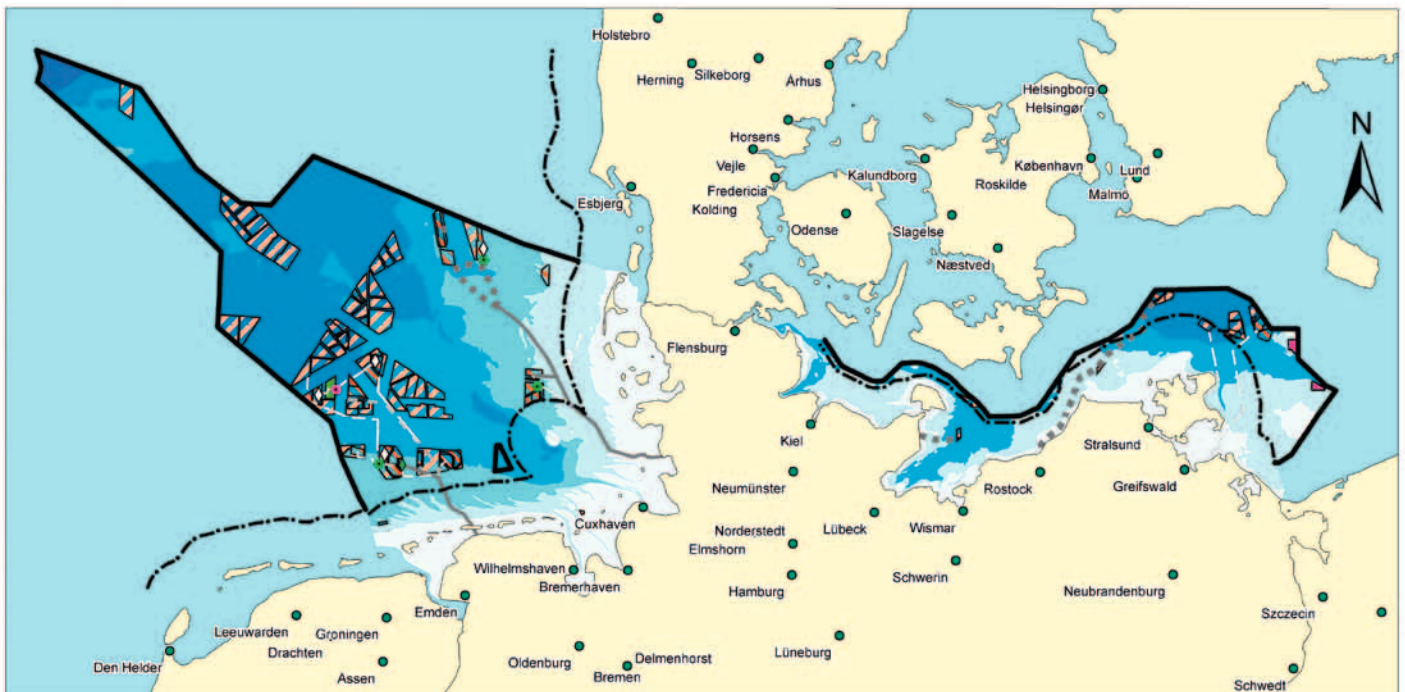 Holstebro
Herning
Silkeborg
Århus
Helsingborg
Helsingør
N
Horsens
Vejle
Fredericia
Kolding
Kalundborg
København
Lund
Malmö
Roskilde
Esbjerg
Odense
Slagelse
Næstved
Flensburg
Kiel
Stralsund
Neumünster
Rostock
Greifswald
Cuxhaven
Norderstedt
Elmshorn
Lübeck
Wismar
Wilhelmshaven
Bremerhaven
Hamburg
Schwerin
Neubrandenburg
Emden
Szczecin
Leeuwarden
Groningen
Drachten
Den Helder
Assen
Oldenburg
Delmenhorst
Bremen
Lüneburg
Schwedt